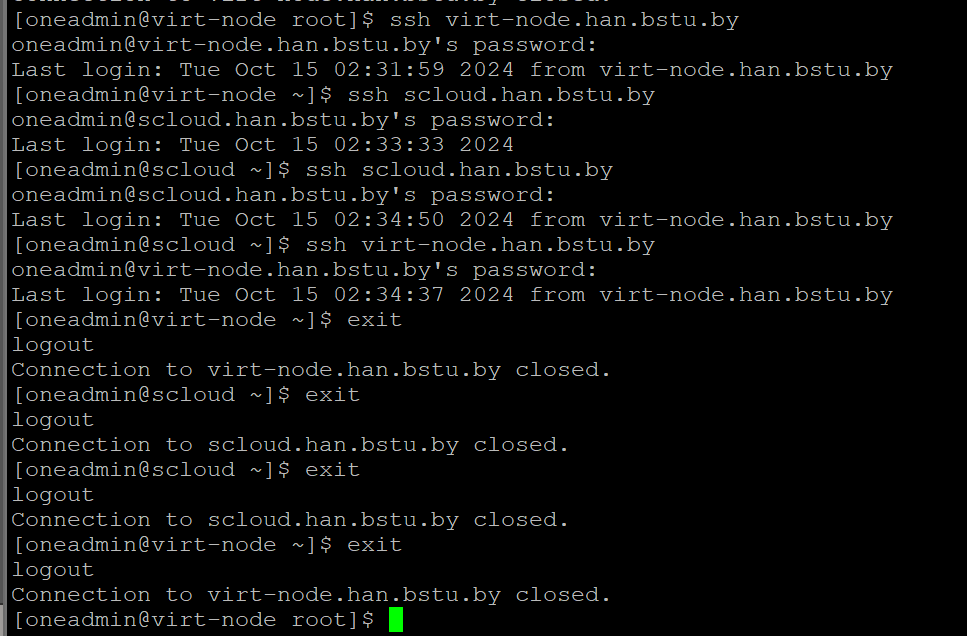 connection to virt-node.han.bstu.by closed.
[oneadmin@virt-node root]$ ssh virt-node.han.bstu.by
oneadmin@virt-node.han.bstu.by's password:
Last login: Tue Oct 15 02:31:59 2024 from virt-node.han.bstu.by
[oneadmin@virt-node ~]$ ssh scloud.han.bstu.by
oneadmin@scloud.han.bstu.by's password:
Last login: Tue Oct 15 02:33:33 2024
[oneadmin@scloud ~]$ ssh scloud.han.bstu.by
oneadmin@scloud.han.bstu.by's password:
Last login: Tue Oct 15 02:34:50 2024 from virt-node.han.bstu.by
[oneadmin@scloud ~]$ ssh virt-node.han.bstu.by
oneadmin@virt-node.han.bstu.by's password:
Last login: Tue Oct 15 02:34:37 2024 from virt-node.han.bstu.by
[oneadmin@virt-node ~]$ exit
logout
Connection to virt-node.han.bstu.by closed.
[oneadmin@scloud ~]$ exit
logout
Connection to scloud.han.bstu.by closed.
[oneadmin@scloud ~]$ exit
logout
Connection to scloud.han.bstu.by closed.
[oneadmin@virt-node ~]$ exit
logout
Connection to virt-node.han.bstu.by closed.
[oneadmin@virt-node root]$